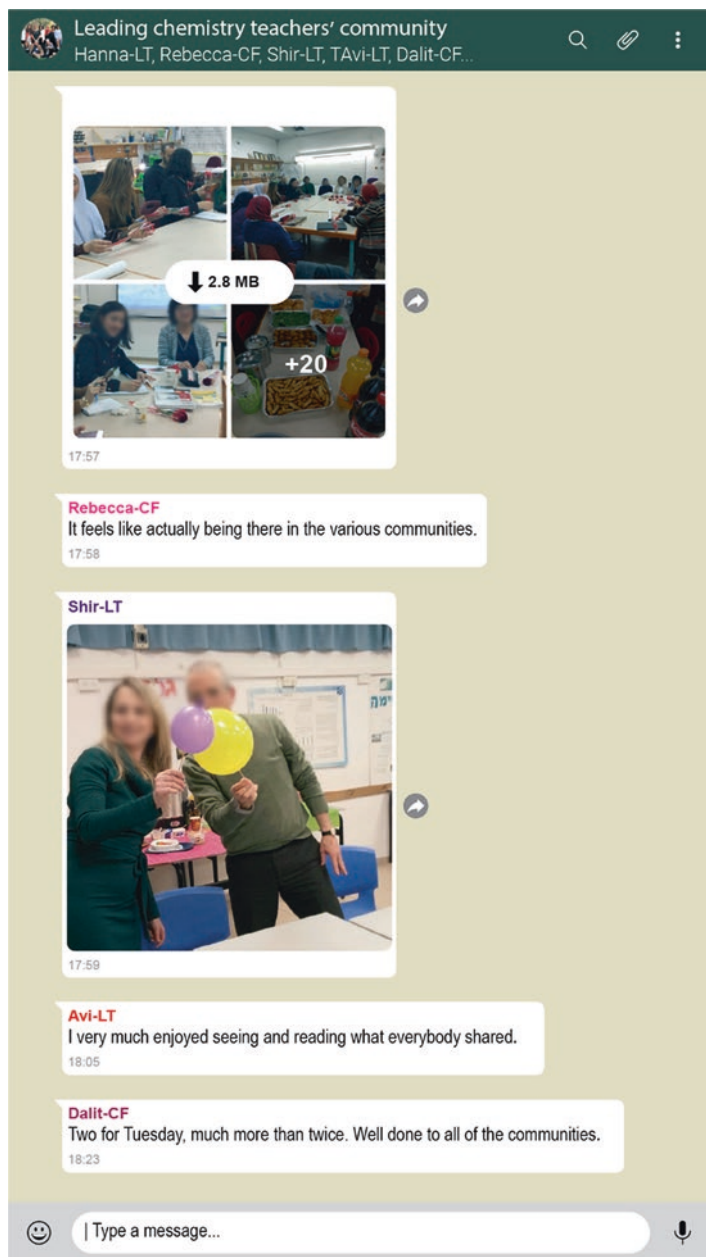 Leading chemistry teachers’ community
Hanna-LT, Rebecca-CF, Shir-LT, TAvi-LT, Dalit-CF...
2.8 MB
+20
17:57
Rebecca-CF
It feels like actually being there in the various communities.
17:58
Shir-LT
17:59
Avi-LT
I very much enjoyed seeing and reading what everybody shared.
18:05
Dalit-CF
Two for Tuesday, much more than twice. Well done to all of the communities.
18:23
| Type a message...